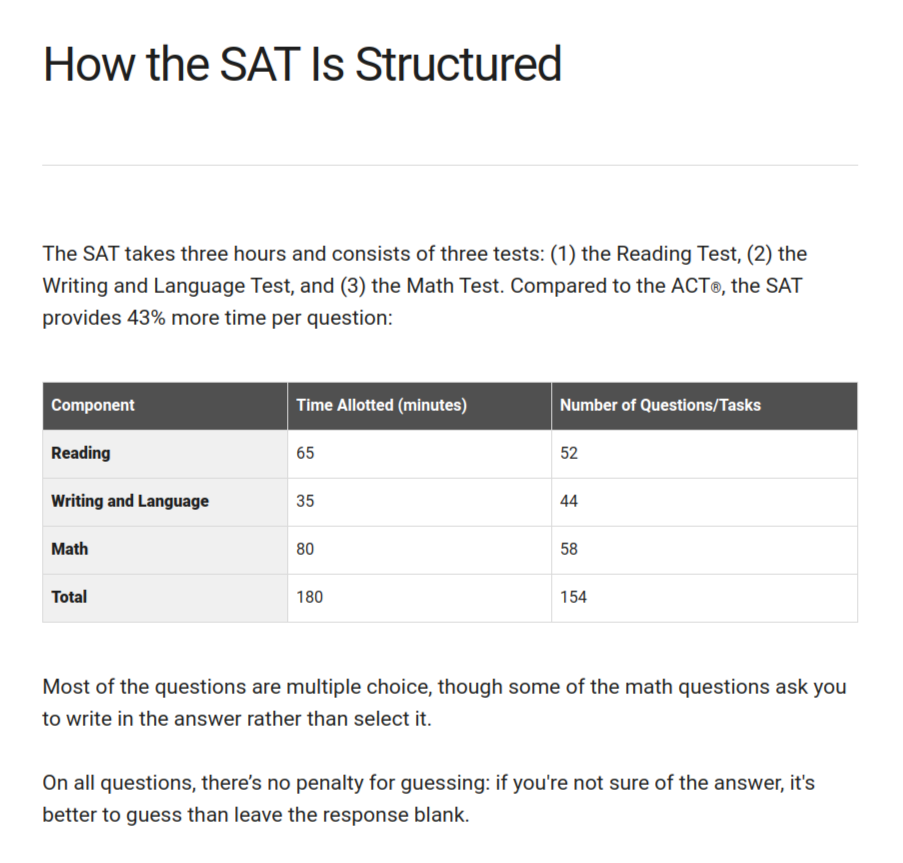 How the SAT Is Structured
The SAT takes three hours and consists of three tests: (1) the Reading Test, (2) the
Writing and Language Test, and (3) the Math Test. Compared to the ACT®, the SAT
provides 43% more time per question:
Component Time Allotted (minutes) Number of Questions/Tasks
Reading 65 52
Writing and Language 35 44
Math 80 58
Total 180 154
Most of the questions are multiple choice, though some of the math questions ask you
to write in the answer rather than select it.
On all questions, there’s no penalty for guessing: if you're not sure of the answer, it's
better to guess than leave the response blank.